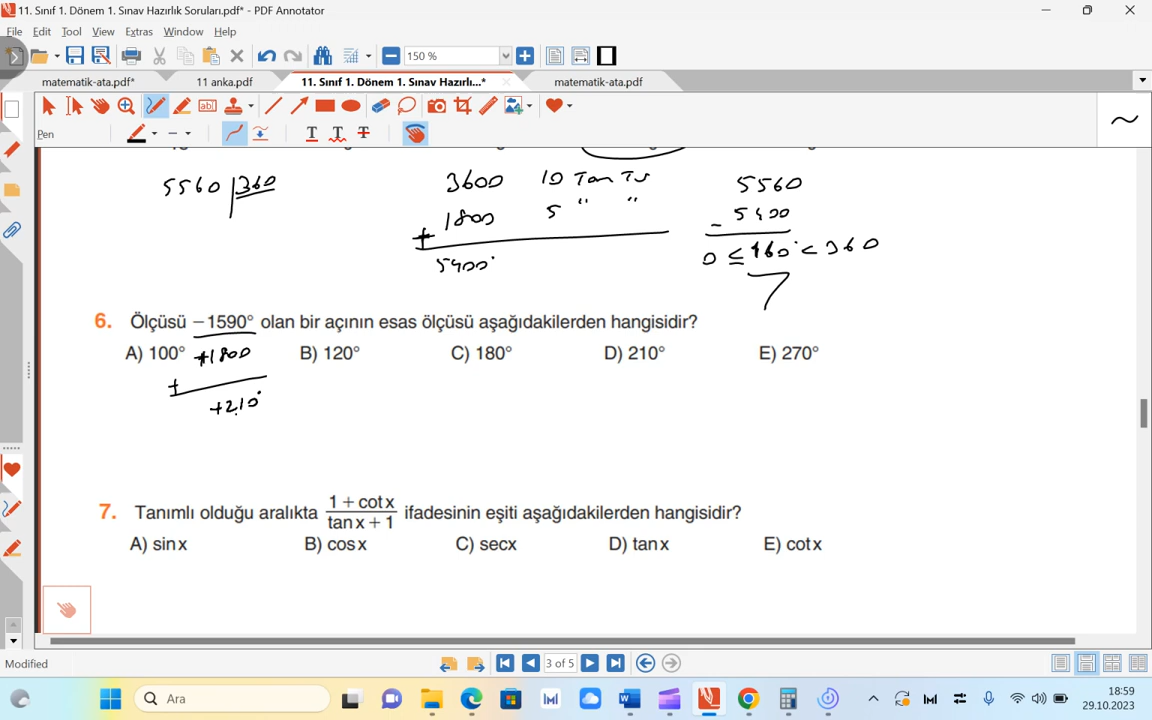 11. Sınıf 1. Dönem 1. Sınav Hazırlık Soruları.pdf* - PDF Annotator
File Edit Tool View Extras Window Help
150 %
matematik-ata.pdf* 11 anka.pdf 11. Sınıf 1. Dönem 1. Sınav Hazırlı...* matematik-ata.pdf
Pen
5560 360 3600 10 Tan Tu 5560
+ 1800 5 " " - 5400
5400° 0 ≤ 160° < 360
6. Ölçüsü −1590° olan bir açının esas ölçüsü aşağıdakilerden hangisidir?
A) 100° B) 120° C) 180° D) 210° E) 270°
+1800
+
+210°
7. Tanımlı olduğu aralıkta 1 + cot x / tan x + 1 ifadesinin eşiti aşağıdakilerden hangisidir?
A) sin x B) cos x C) secx D) tan x E) cot x
3 of 5
Modified
Ara
18:59
29.10.2023